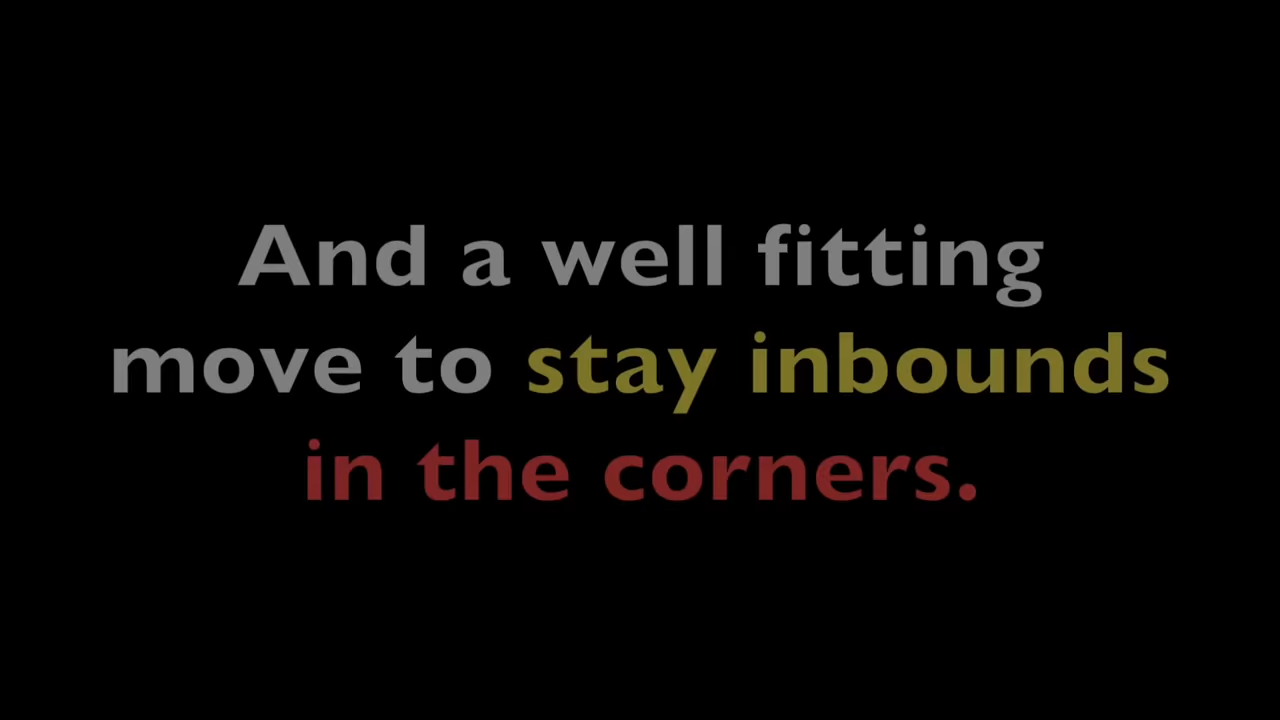 And a well fitting
move to stay inbounds
in the corners.